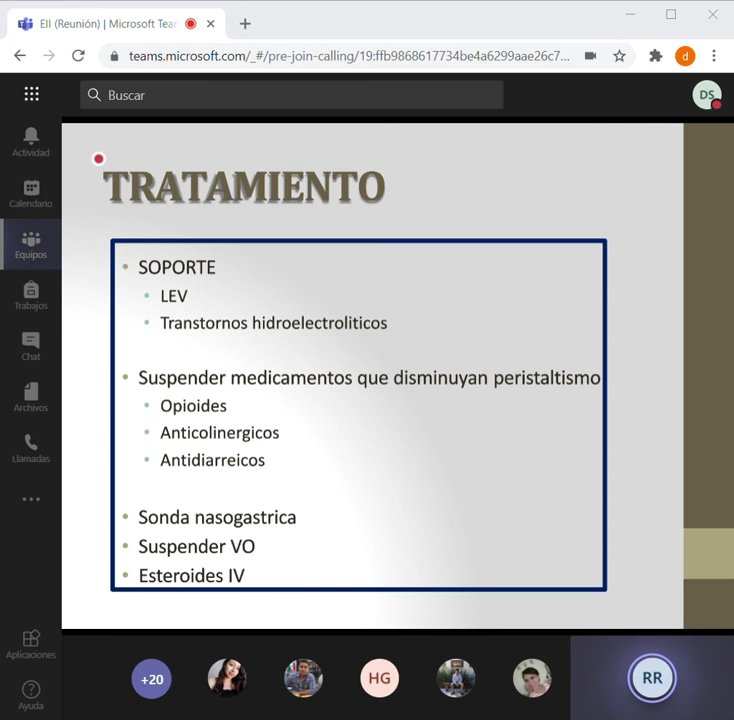 EII (Reunión) | Microsoft Tear
teams.microsoft.com/_#/pre-join-calling/19:ffb9868617734be4a6299aae26c7...
d
Buscar
DS
Actividad
Calendario
Equipos
Trabajos
Chat
Archivos
Llamadas
Aplicaciones
Ayuda
TRATAMIENTO
• SOPORTE
• LEV
• Transtornos hidroelectroliticos
• Suspender medicamentos que disminuyan peristaltismo
• Opioides
• Anticolinergicos
• Antidiarreicos
• Sonda nasogastrica
• Suspender VO
• Esteroides IV
+20
HG
RR